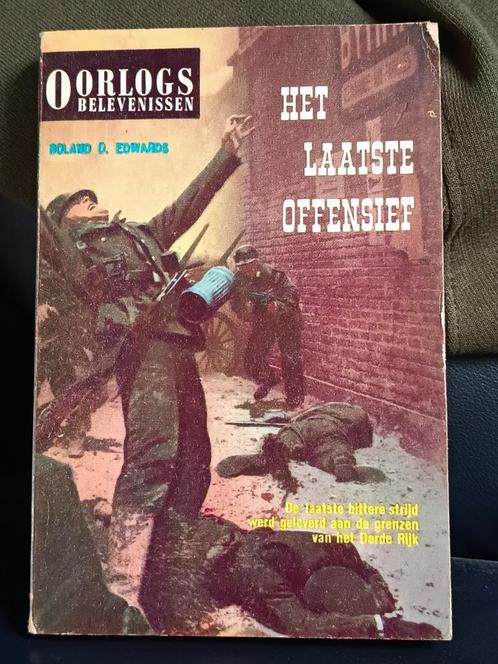 OORLOGS
BELEVENISSEN
ROLAND D. EDWARDS
HET
LAATSTE
OFFENSIEF
De laatste bittere strijd
werd geleverd aan de grenzen
van het Derde Rijk